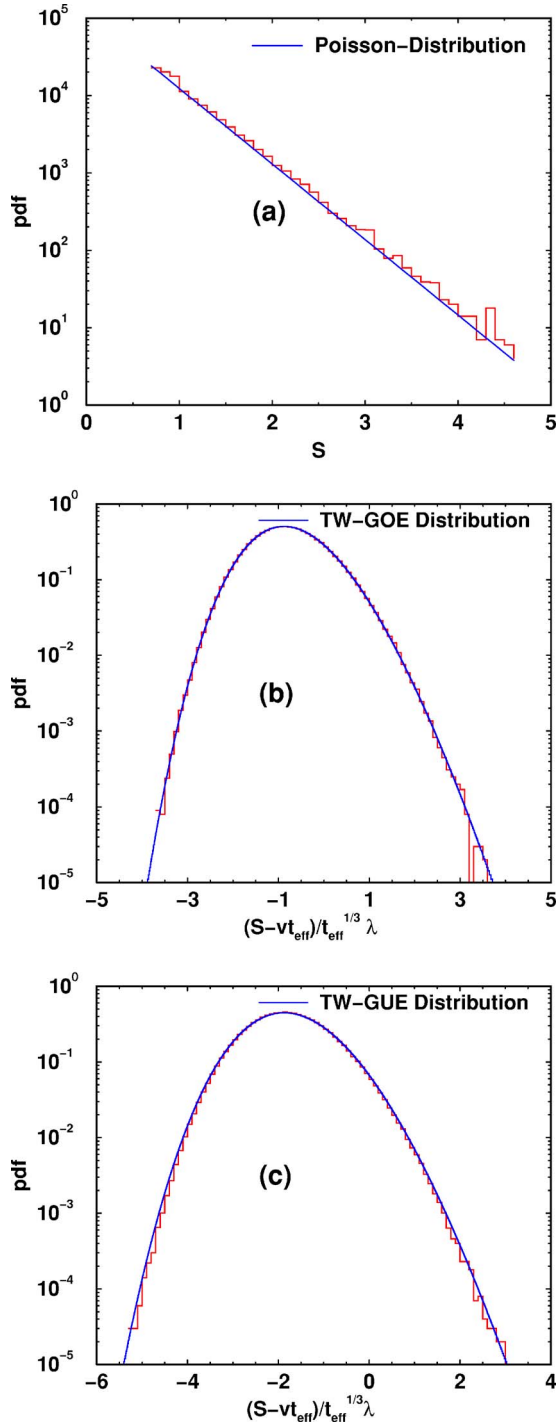 10^5
Poisson-Distribution
10^4
10^3
pdf
(a)
10^2
10^1
10^0
0 1 2 3 4 5
S
10^0
TW-GOE Distribution
10^-1
10^-2
pdf
(b)
10^-3
10^-4
10^-5
-5 -3 -1 1 3 5
(S-vt_eff)/t_eff^1/3 λ
10^0
TW-GUE Distribution
10^-1
10^-2
pdf
(c)
10^-3
10^-4
10^-5
-6 -4 -2 0 2 4
(S-vt_eff)/t_eff^1/3 λ